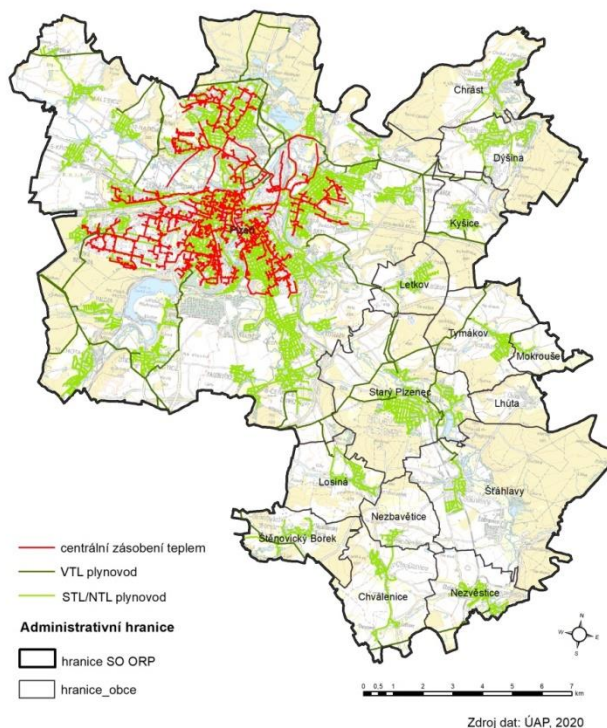 Chrást
Dýšina
Kyšice
Plzeň
Letkov
Tymákov
Mokrouše
Starý Plzenec
Lhůta
Losiná
Šťáhlavy
Nezbavětice
Štěnovický Borek
Chválenice
Nezvěstice
centrální zásobení teplem
VTL plynovod
STL/NTL plynovod
Administrativní hranice
hranice SO ORP
hranice_obce
N
W E
S
0 0,5 1 2 3 4 5 6 7
km
Zdroj dat: ÚAP, 2020